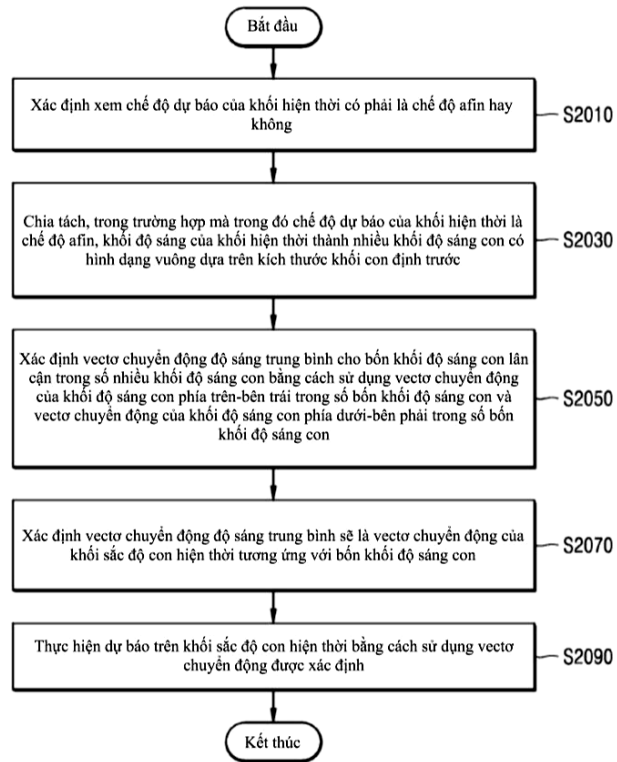 Bắt đầu
Xác định xem chế độ dự báo của khối hiện thời có phải là chế độ afin hay
không
S2010
Chia tách, trong trường hợp mà trong đó chế độ dự báo của khối hiện thời là
chế độ afin, khối độ sáng của khối hiện thời thành nhiều khối độ sáng con có
hình dạng vuông dựa trên kích thước khối con định trước
S2030
Xác định vectơ chuyển động độ sáng trung bình cho bốn khối độ sáng con lân
cận trong số nhiều khối độ sáng con bằng cách sử dụng vectơ chuyển động
của khối độ sáng con phía trên-bên trái trong số bốn khối độ sáng con và
vectơ chuyển động của khối độ sáng con phía dưới-bên phải trong số bốn
khối độ sáng con
S2050
Xác định vectơ chuyển động độ sáng trung bình sẽ là vectơ chuyển động của
khối sắc độ con hiện thời tương ứng với bốn khối độ sáng con
S2070
Thực hiện dự báo trên khối sắc độ con hiện thời bằng cách sử dụng vectơ
chuyển động được xác định
S2090
Kết thúc